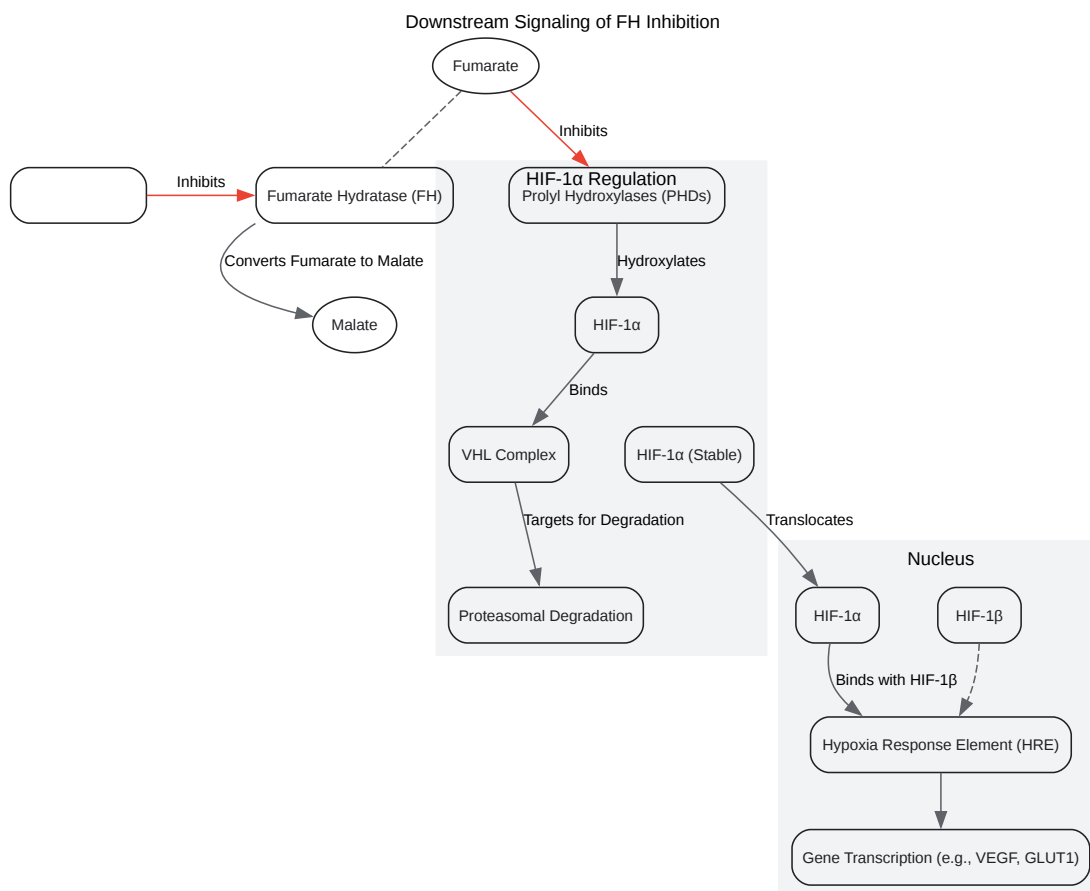 Downstream Signaling of FH Inhibition
Fumarate
Inhibits
Inhibits
Fumarate Hydratase (FH)
HIF-1α Regulation
Prolyl Hydroxylases (PHDs)
Converts Fumarate to Malate
Hydroxylates
Malate
HIF-1α
Binds
VHL Complex
HIF-1α (Stable)
Targets for Degradation
Translocates
Nucleus
Proteasomal Degradation
HIF-1α
HIF-1β
Binds with HIF-1β
Hypoxia Response Element (HRE)
Gene Transcription (e.g., VEGF, GLUT1)